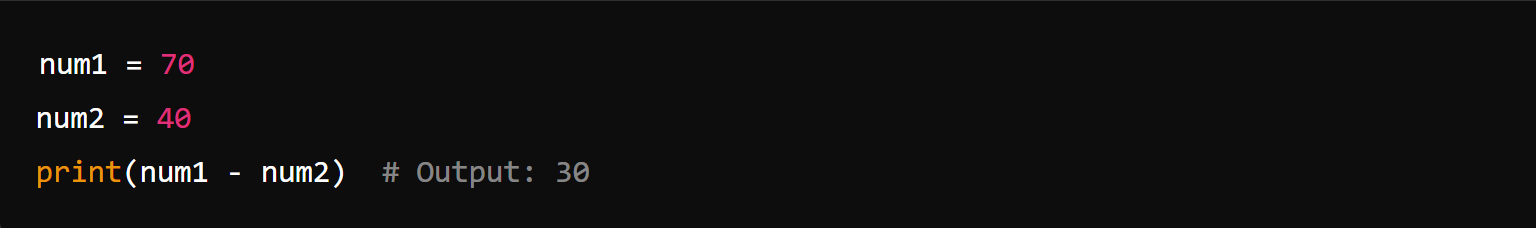 num1 = 70
num2 = 40
print(num1 - num2)  # Output: 30